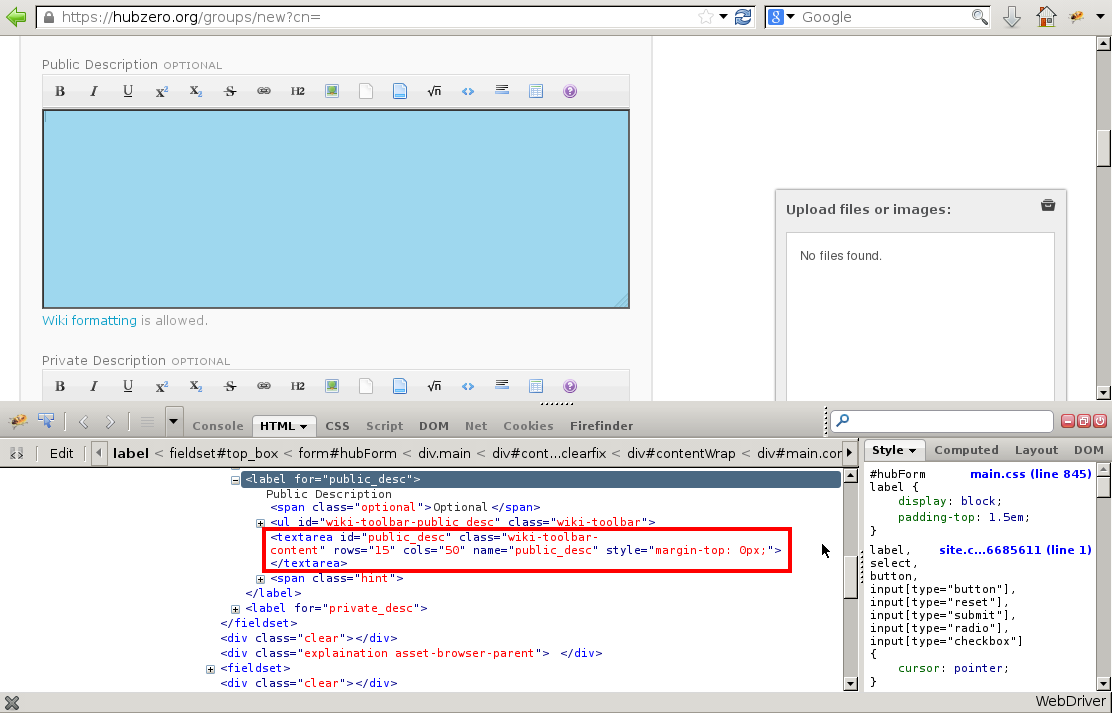 https://hubzero.org/groups/new?cn=
Google
Public Description OPTIONAL
B I U x² X₂ S H2 √n
Wiki formatting is allowed.
Private Description OPTIONAL
B I U x² X₂ S H2 √n
Upload files or images:
No files found.
Console HTML CSS Script DOM Net Cookies Firefinder
Edit label < fieldset#top_box < form#hubForm < div.main < div#cont...clearfix < div#contentWrap < div#main.cor
<label for="public_desc">
Public Description
<span class="optional">Optional</span>
<ul id="wiki-toolbar-public_desc" class="wiki-toolbar">
<textarea id="public_desc" class="wiki-toolbar-
content" rows="15" cols="50" name="public_desc" style="margin-top: 0px;">
</textarea>
<span class="hint">
</label>
<label for="private_desc">
</fieldset>
<div class="clear"></div>
<div class="explaination asset-browser-parent"> </div>
<fieldset>
<div class="clear"></div>
Style Computed Layout DOM
#hubForm main.css (line 845)
label {
display: block;
padding-top: 1.5em;
}
label, site.c...6685611 (line 1)
select,
button,
input[type="button"],
input[type="reset"],
input[type="submit"],
input[type="radio"],
input[type="checkbox"]
{
cursor: pointer;
}
WebDriver